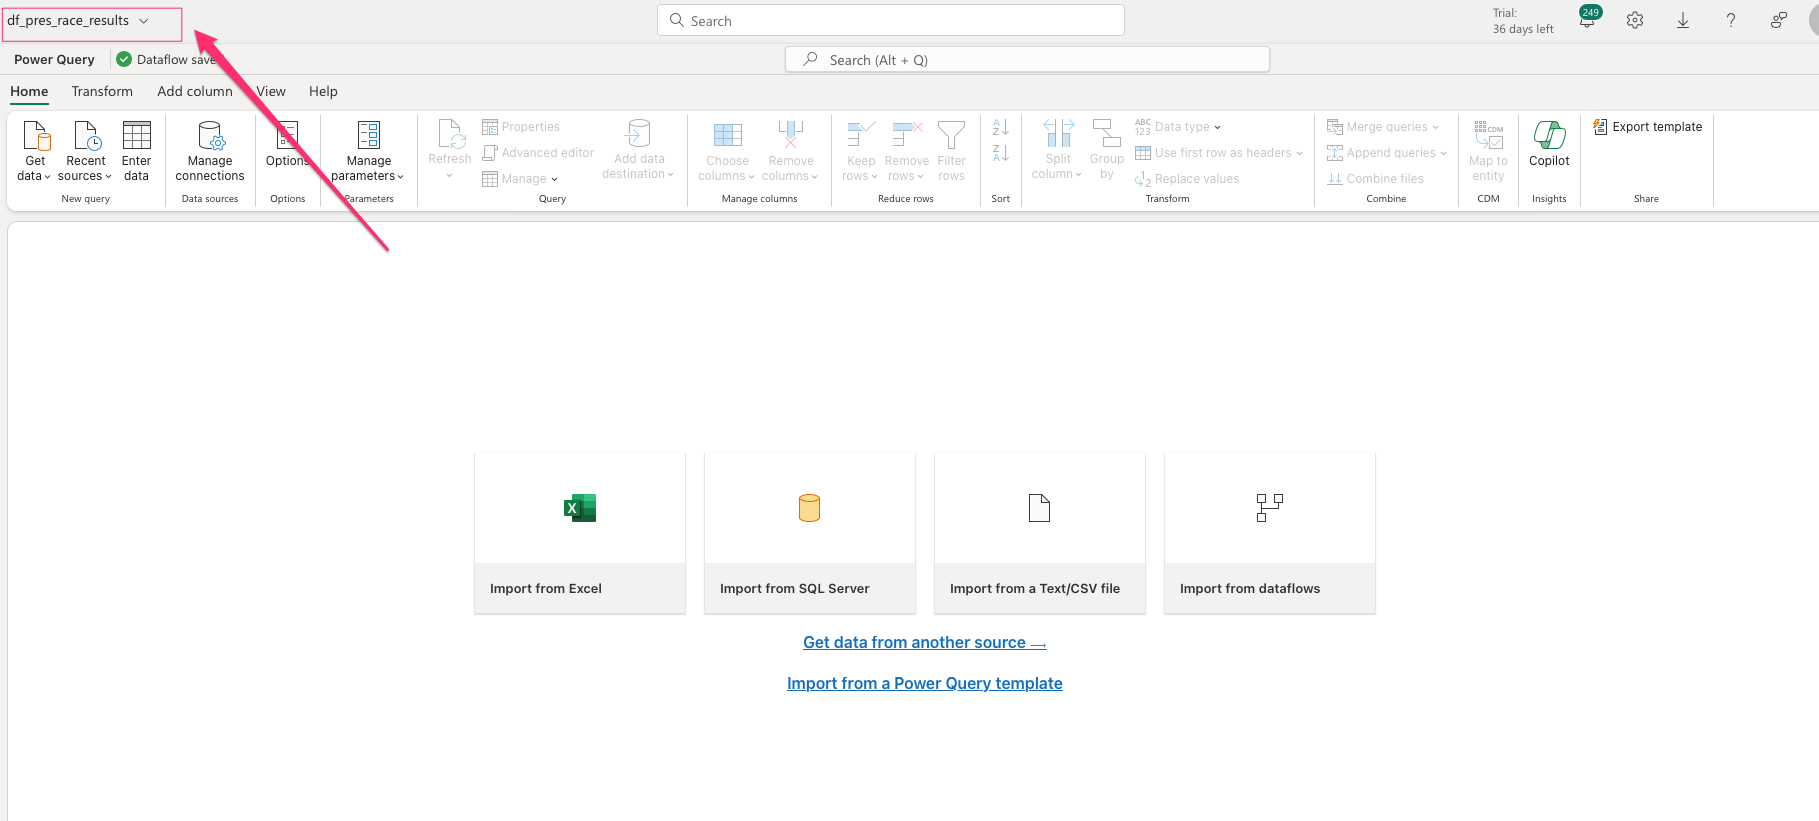 df_pres_race_results
Search
Trial:
36 days left
249
Power Query
Dataflow save
Search (Alt + Q)
Home
Transform
Add column
View
Help
Get
data
Recent
sources
Enter
data
New query
Manage
connections
Data sources
Options
Options
Manage
parameters
Parameters
Refresh
Properties
Advanced editor
Manage
Add data
destination
Query
Choose
columns
Remove
columns
Manage columns
Keep
rows
Remove
rows
Filter
rows
Reduce rows
A
Z
Z
A
Sort
Split
column
Group
by
ABC
123
Data type
Use first row as headers
1
2
Replace values
Transform
Merge queries
Append queries
Combine files
Combine
CDM
Map to
entity
CDM
Copilot
Insights
Export template
Share
X
Import from Excel
Import from SQL Server
Import from a Text/CSV file
Import from dataflows
Get data from another source →
Import from a Power Query template